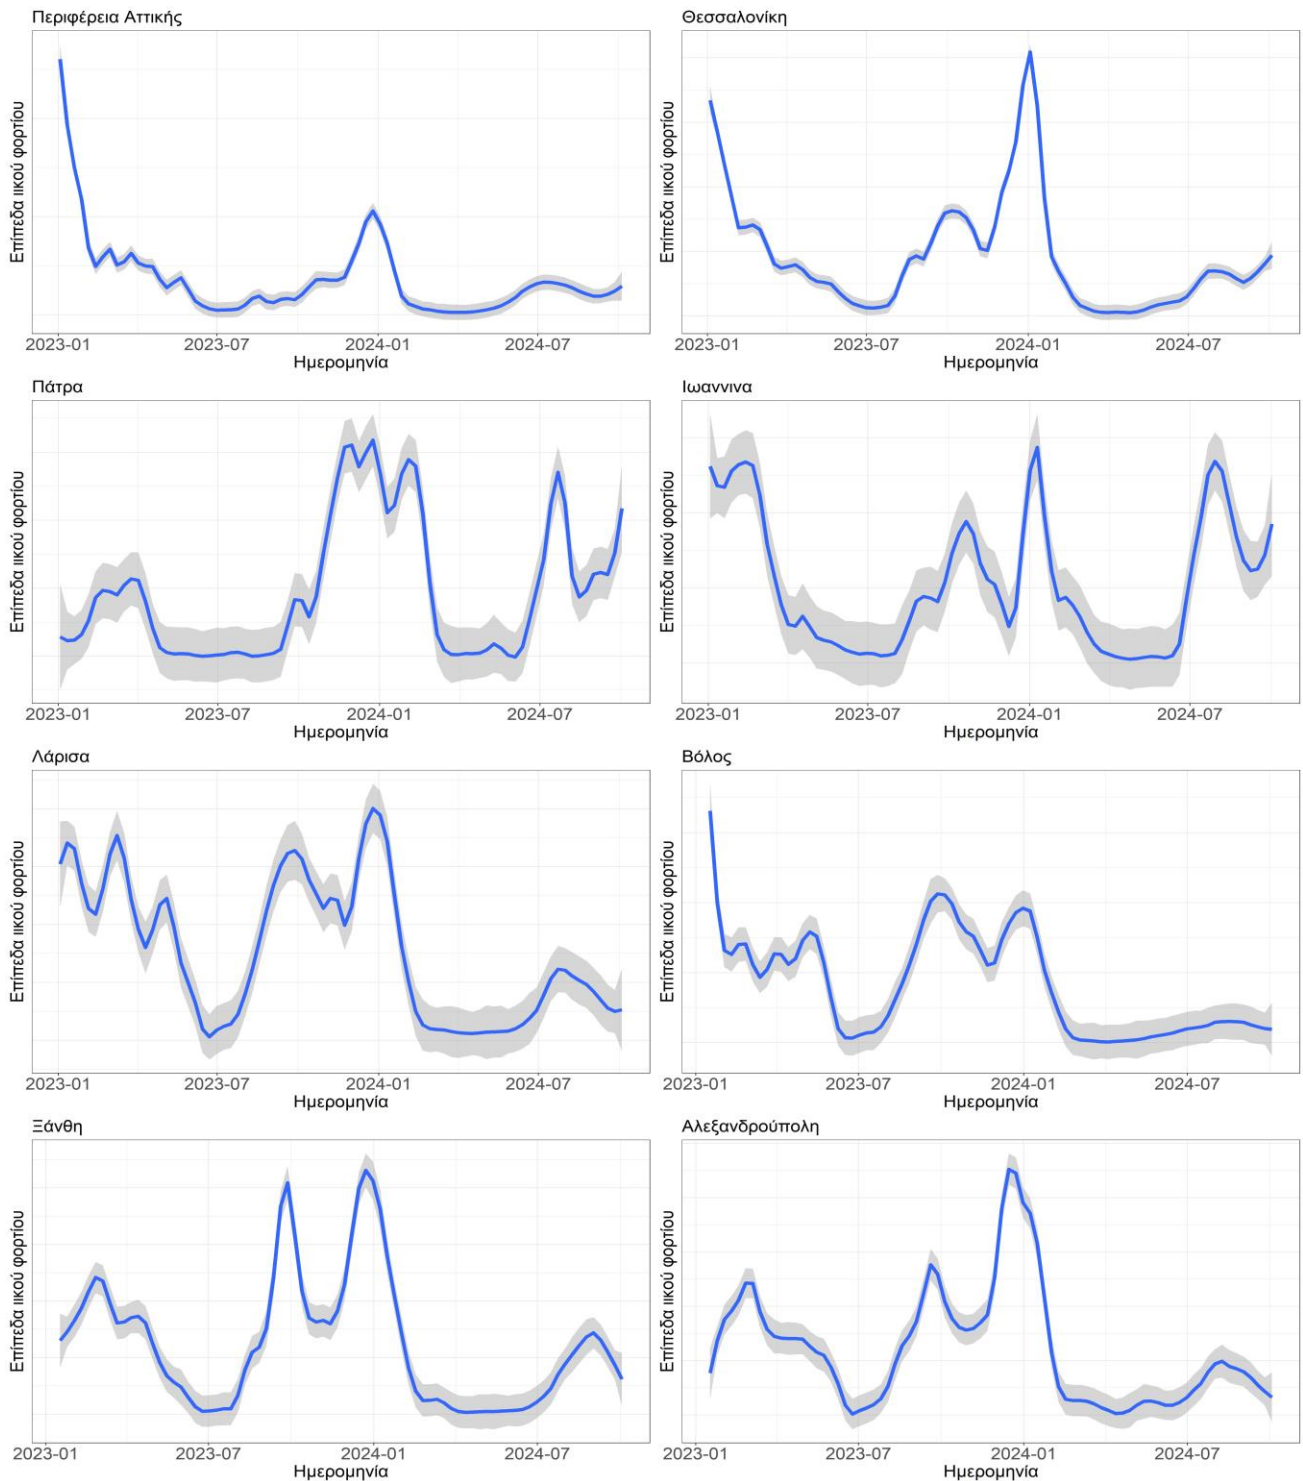 Περιφέρεια Αττικής
Επίπεδα ιικού φορτίου
2023-01 2023-07 2024-01 2024-07
Ημερομηνία
Θεσσαλονίκη
Επίπεδα ιικού φορτίου
2023-01 2023-07 2024-01 2024-07
Ημερομηνία
Πάτρα
Επίπεδα ιικού φορτίου
2023-01 2023-07 2024-01 2024-07
Ημερομηνία
Ιωαννινα
Επίπεδα ιικού φορτίου
2023-01 2023-07 2024-01 2024-07
Ημερομηνία
Λάρισα
Επίπεδα ιικού φορτίου
2023-01 2023-07 2024-01 2024-07
Ημερομηνία
Βόλος
Επίπεδα ιικού φορτίου
2023-01 2023-07 2024-01 2024-07
Ημερομηνία
Ξάνθη
Επίπεδα ιικού φορτίου
2023-01 2023-07 2024-01 2024-07
Ημερομηνία
Αλεξανδρούπολη
Επίπεδα ιικού φορτίου
2023-01 2023-07 2024-01 2024-07
Ημερομηνία